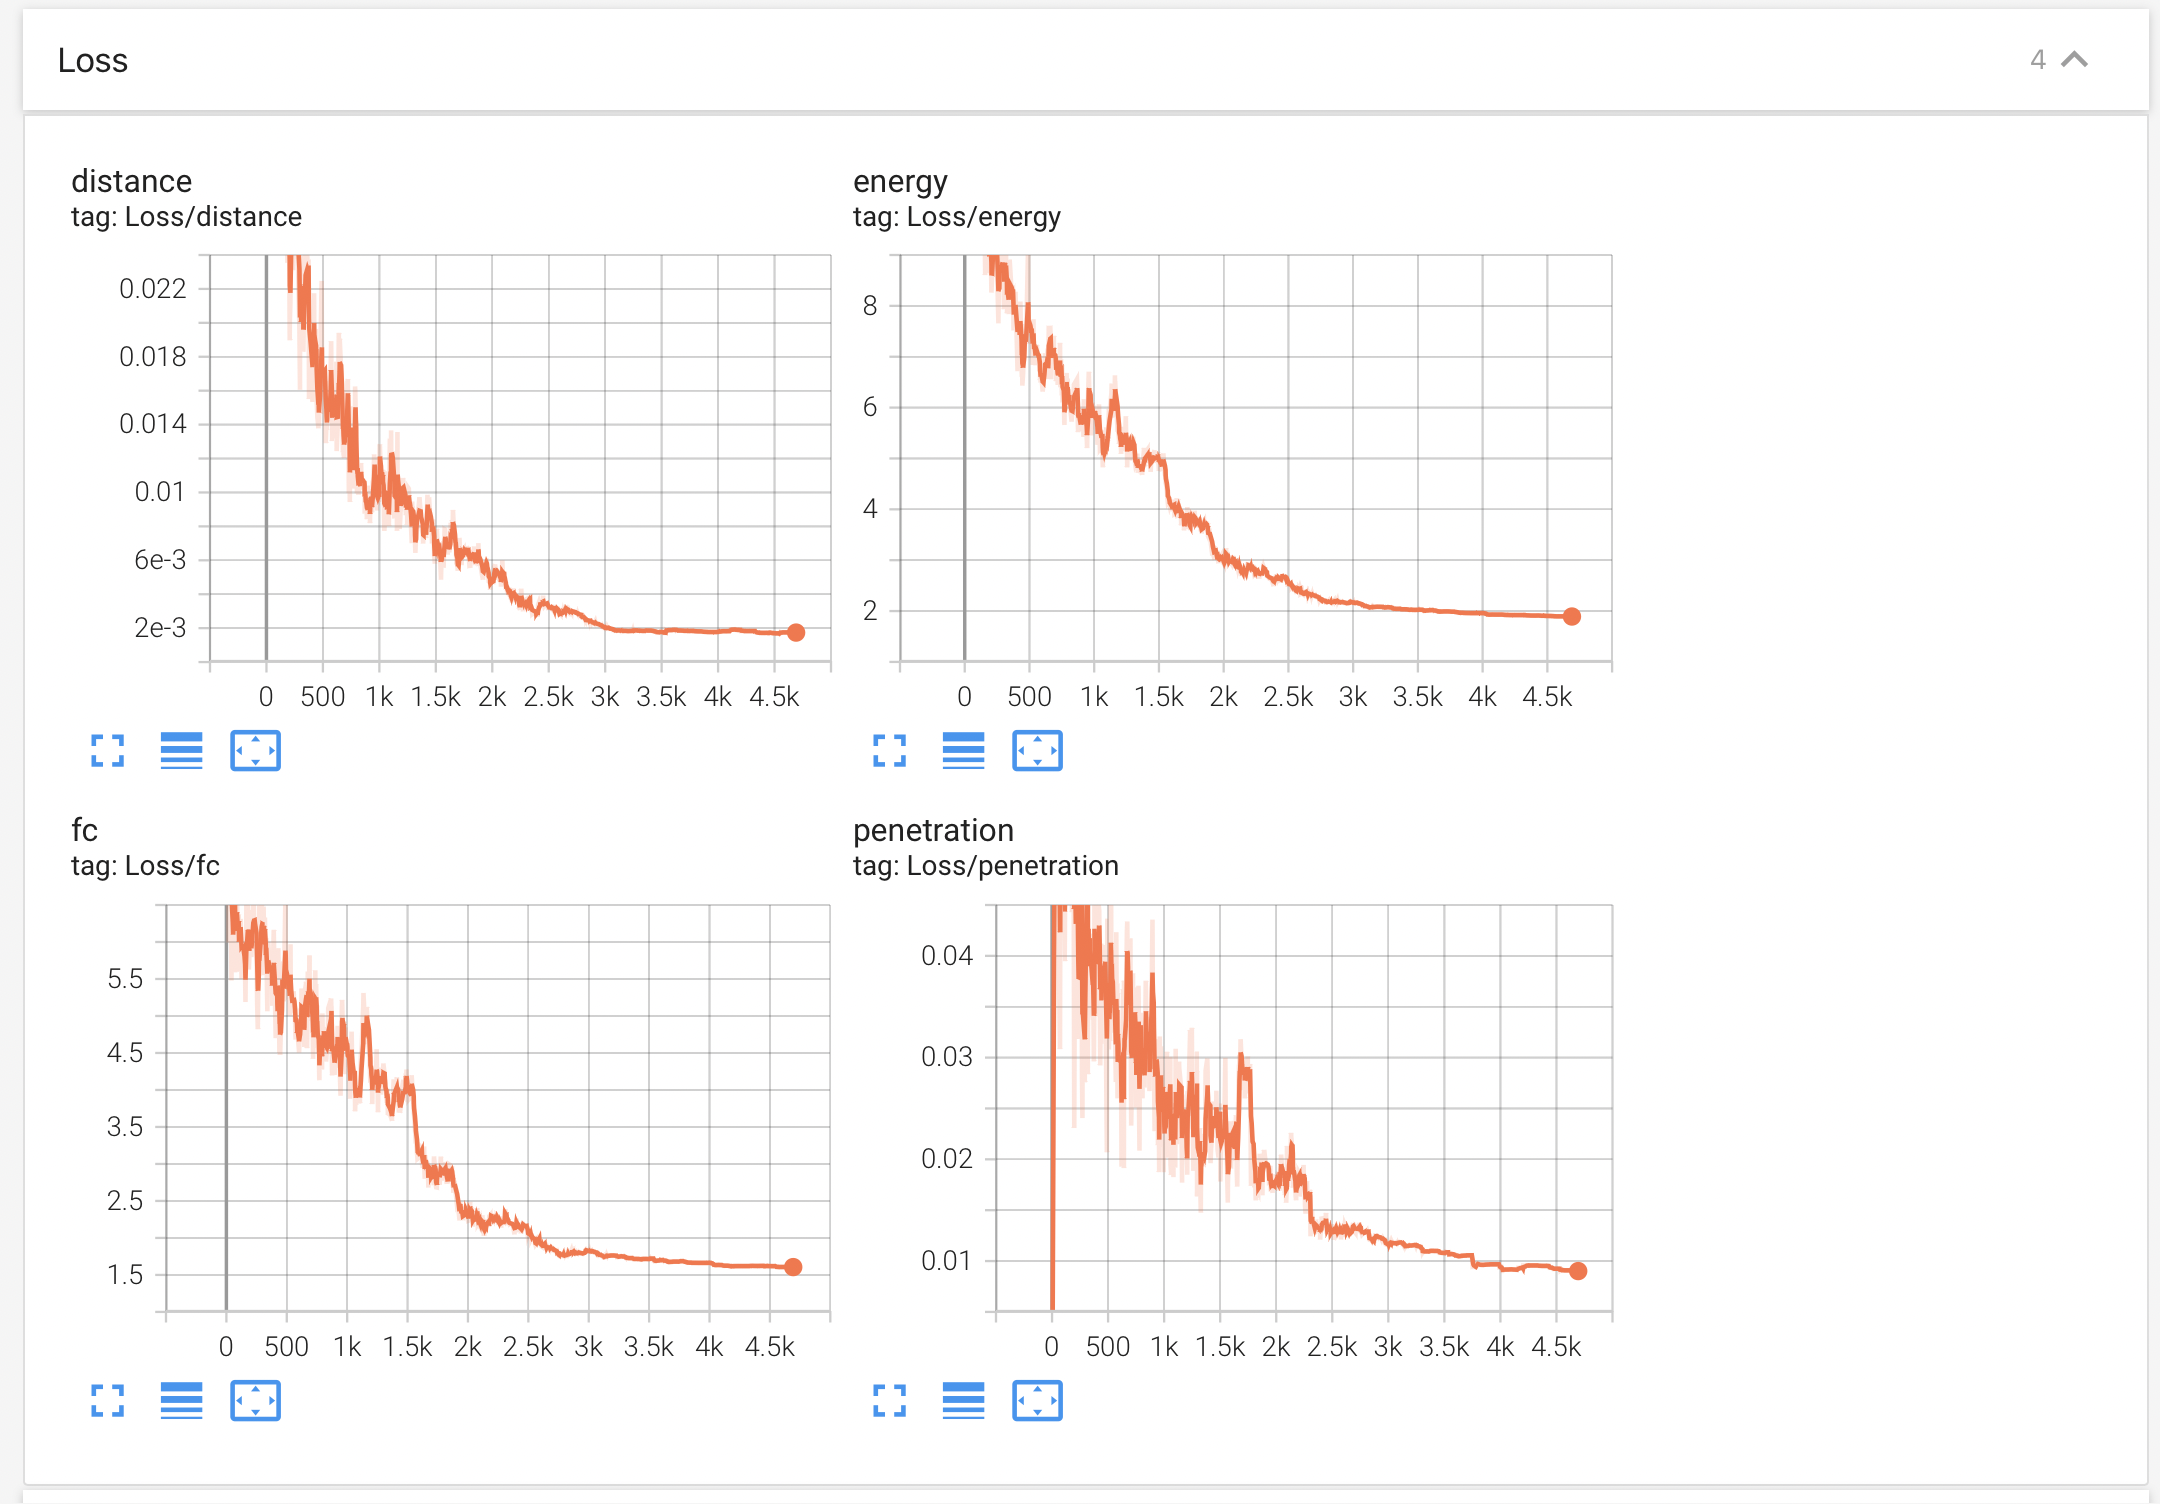 Loss
4
distance
tag: Loss/distance
0.022
0.018
0.014
0.01
6e-3
2e-3
0 500 1k 1.5k 2k 2.5k 3k 3.5k 4k 4.5k
energy
tag: Loss/energy
8
6
4
2
0 500 1k 1.5k 2k 2.5k 3k 3.5k 4k 4.5k
fc
tag: Loss/fc
5.5
4.5
3.5
2.5
1.5
0 500 1k 1.5k 2k 2.5k 3k 3.5k 4k 4.5k
penetration
tag: Loss/penetration
0.04
0.03
0.02
0.01
0 500 1k 1.5k 2k 2.5k 3k 3.5k 4k 4.5k